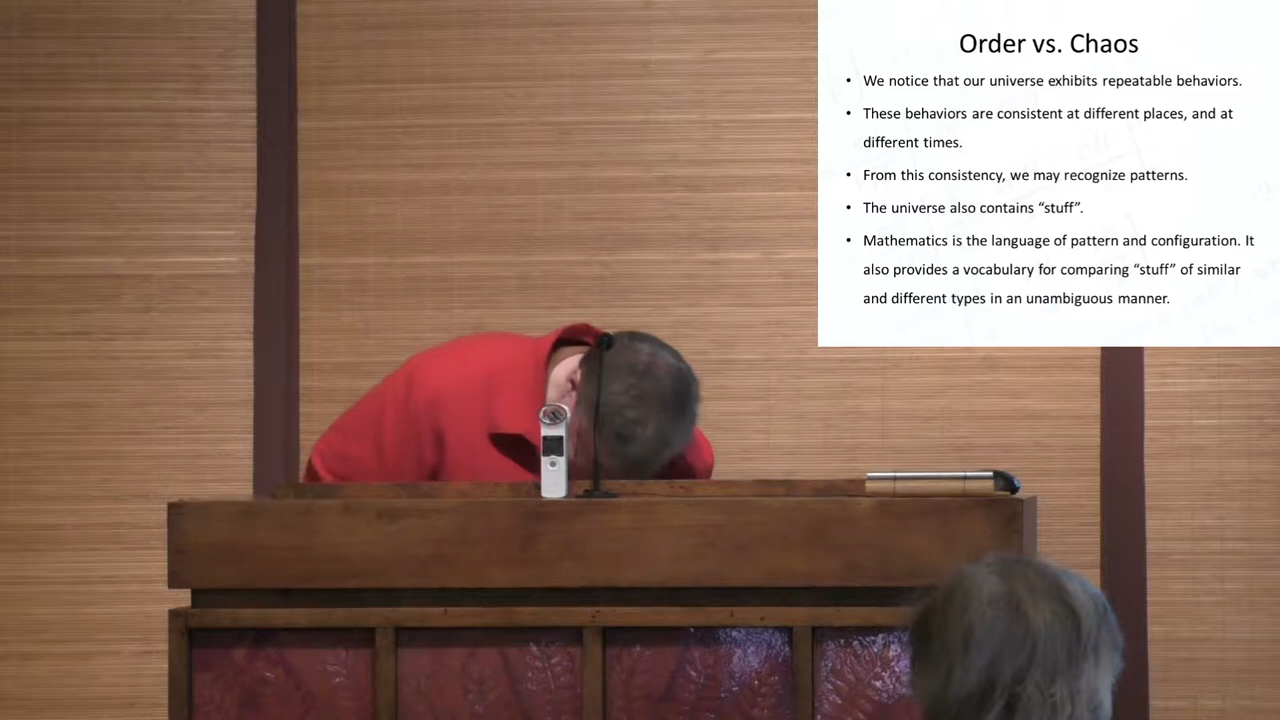 Order vs. Chaos
• We notice that our universe exhibits repeatable behaviors.
• These behaviors are consistent at different places, and at
different times.
• From this consistency, we may recognize patterns.
• The universe also contains “stuff”.
• Mathematics is the language of pattern and configuration. It
also provides a vocabulary for comparing “stuff” of similar
and different types in an unambiguous manner.